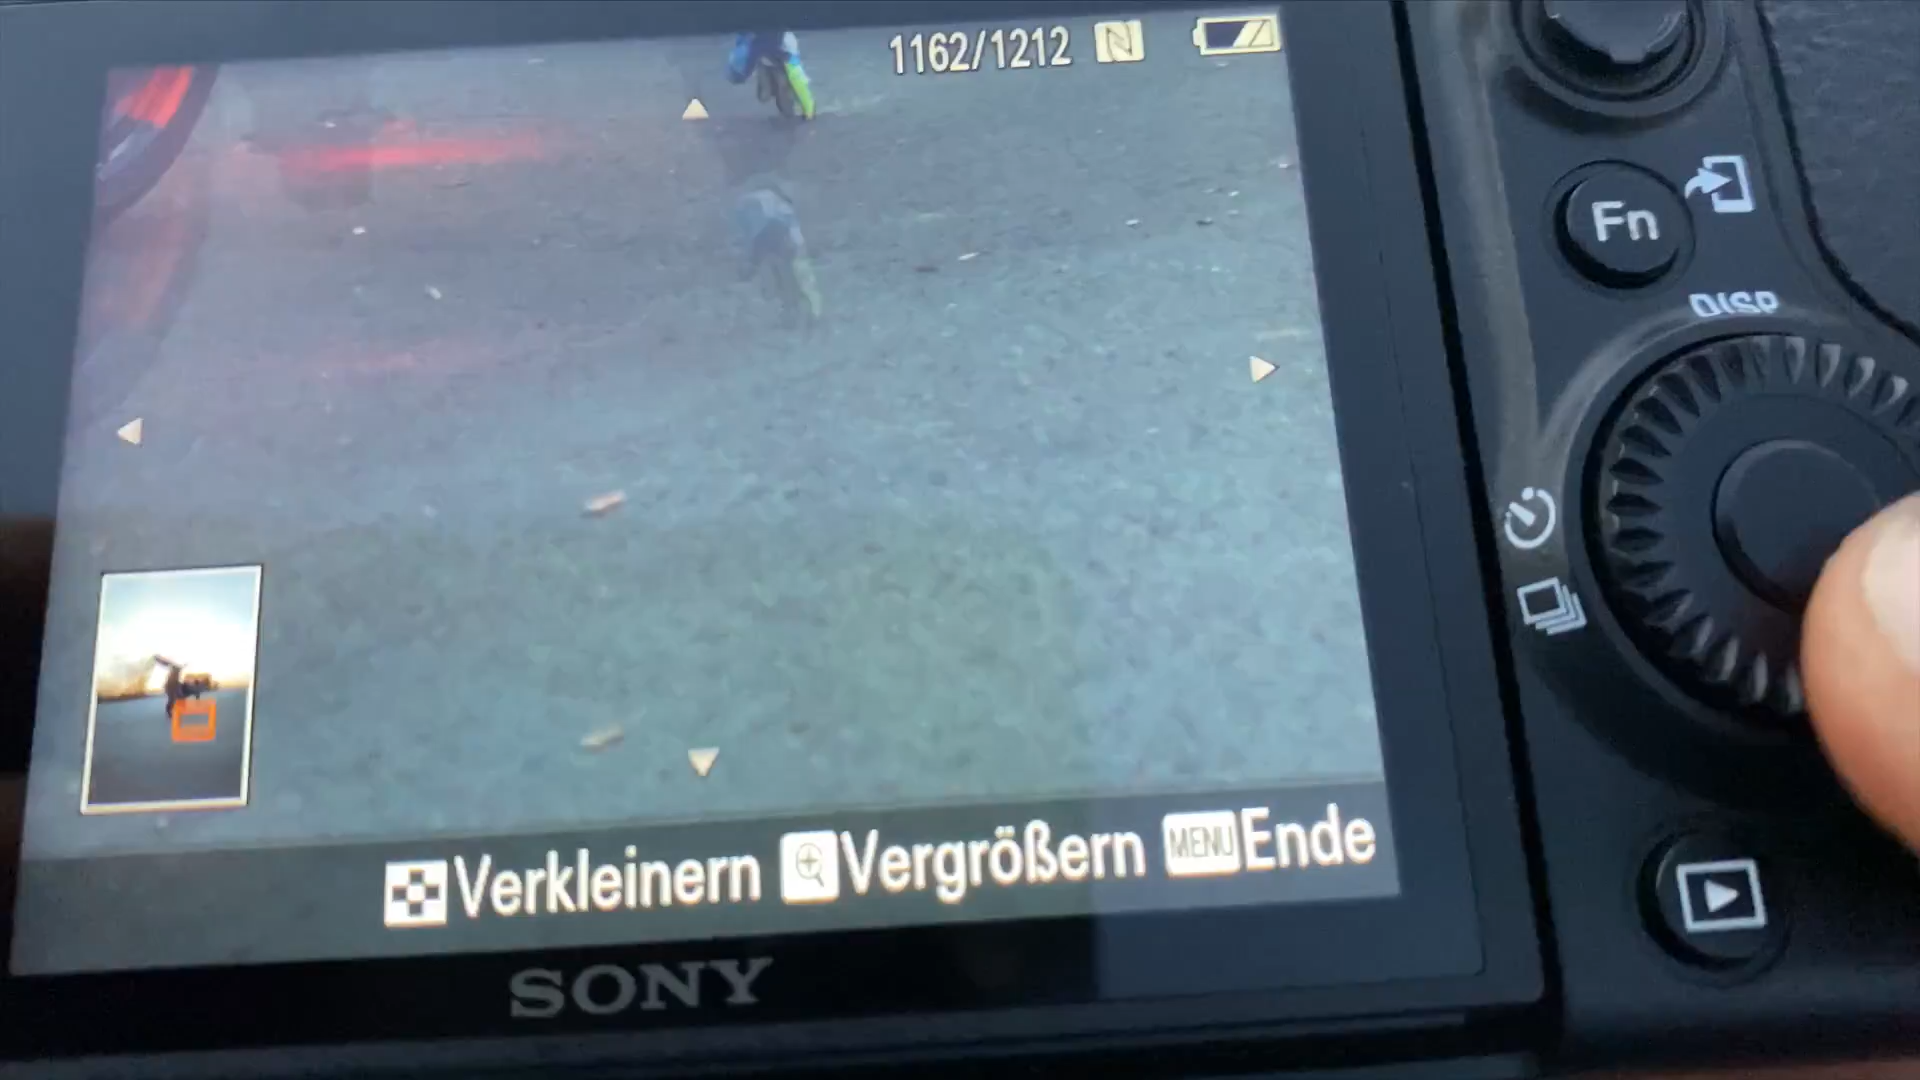 1162/1212 N
Fn
DISP
Verkleinern Vergrößern MENU Ende
SONY